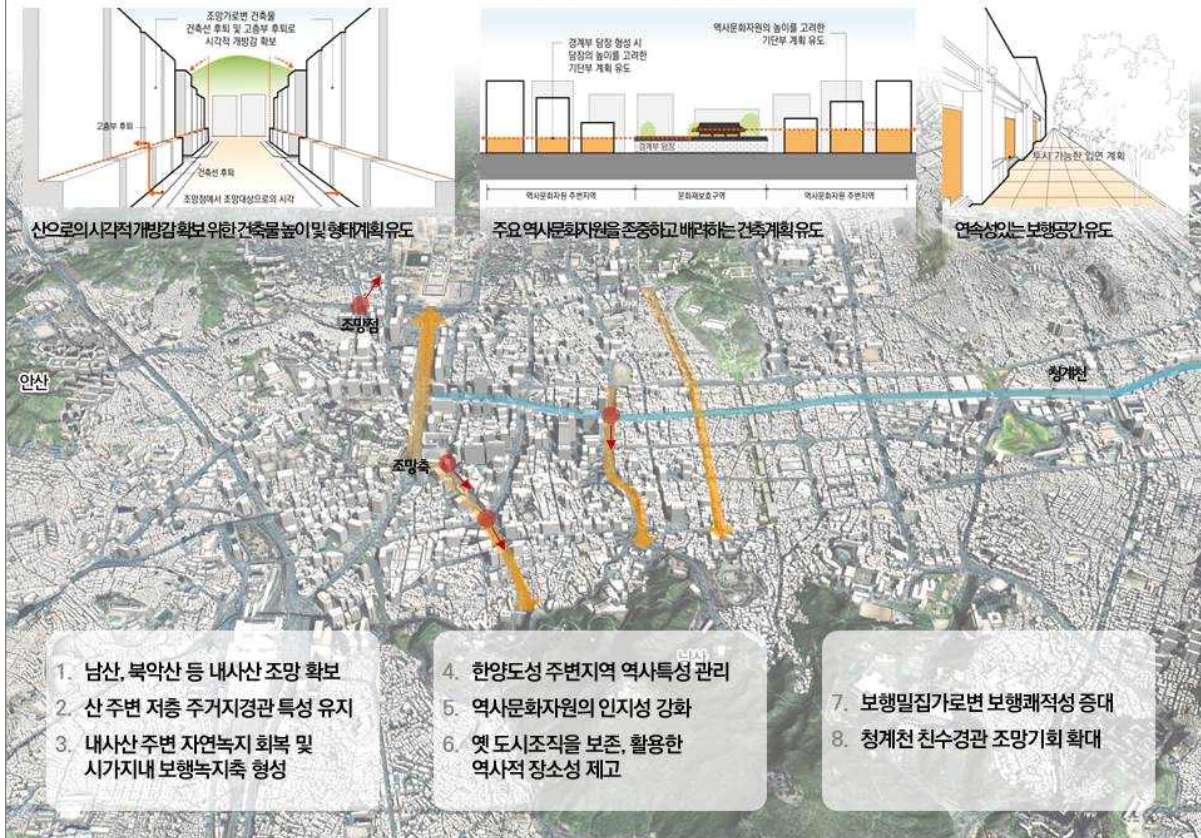 조망가로변 건축물
건축선 후퇴 및 고층부 후퇴로
시각적 개방감 확보
고층부 후퇴
건축선 후퇴
조망점에서 조망대상으로의 시각
산으로의 시각적 개방감 확보 위한 건축물 높이 및 형태계획 유도
경계부 담장 형성 시
담장의 높이를 고려한
기단부 계획 유도
역사문화자원의 높이를 고려한
기단부 계획 유도
경계부 담장
역사문화자원 주변지역
문화재보호구역
역사문화자원 주변지역
주요 역사문화자원을 존중하고 배려하는 건축계획 유도
투시 가능한 입면 계획
연속성있는 보행공간 유도
조망점
안산
청계천
조망축
남산
1. 남산, 북악산 등 내사산 조망 확보
2. 산 주변 저층 주거지경관 특성 유지
3. 내사산 주변 자연녹지 회복 및
시가지내 보행녹지축 형성
4. 한양도성 주변지역 역사특성 관리
5. 역사문화자원의 인지성 강화
6. 옛 도시조직을 보존, 활용한
역사적 장소성 제고
7. 보행밀집가로변 보행쾌적성 증대
8. 청계천 친수경관 조망기회 확대